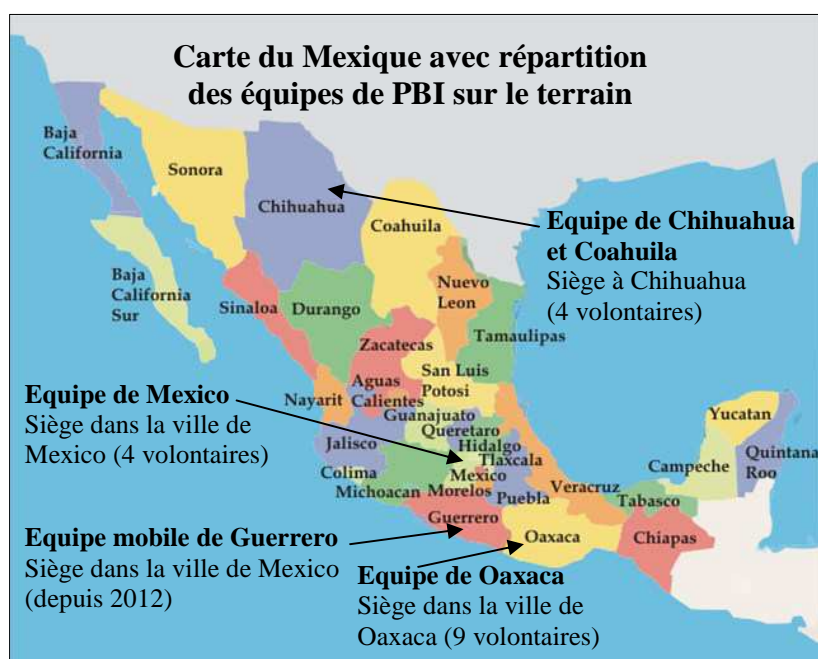 Carte du Mexique avec répartition
des équipes de PBI sur le terrain
Baja
California
Sonora
Chihuahua
Coahuila
Equipe de Chihuahua
et Coahuila
Siège à Chihuahua
(4 volontaires)
Baja
California
Sur
Sinaloa
Durango
Nuevo
Leon
Tamaulipas
Zacatecas
San Luis
Potosi
Equipe de Mexico
Siège dans la ville de
Mexico (4 volontaires)
Nayarit
Aguas
Calientes
Guanajuato
Queretaro
Hidalgo
Tlaxcala
Jalisco
Colima
Michoacan
Mexico
Morelos
Puebla
Veracruz
Yucatan
Campeche
Quintana
Roo
Tabasco
Guerrero
Oaxaca
Chiapas
Equipe mobile de Guerrero
Siège dans la ville de Mexico
(depuis 2012)
Equipe de Oaxaca
Siège dans la ville de
Oaxaca (9 volontaires)